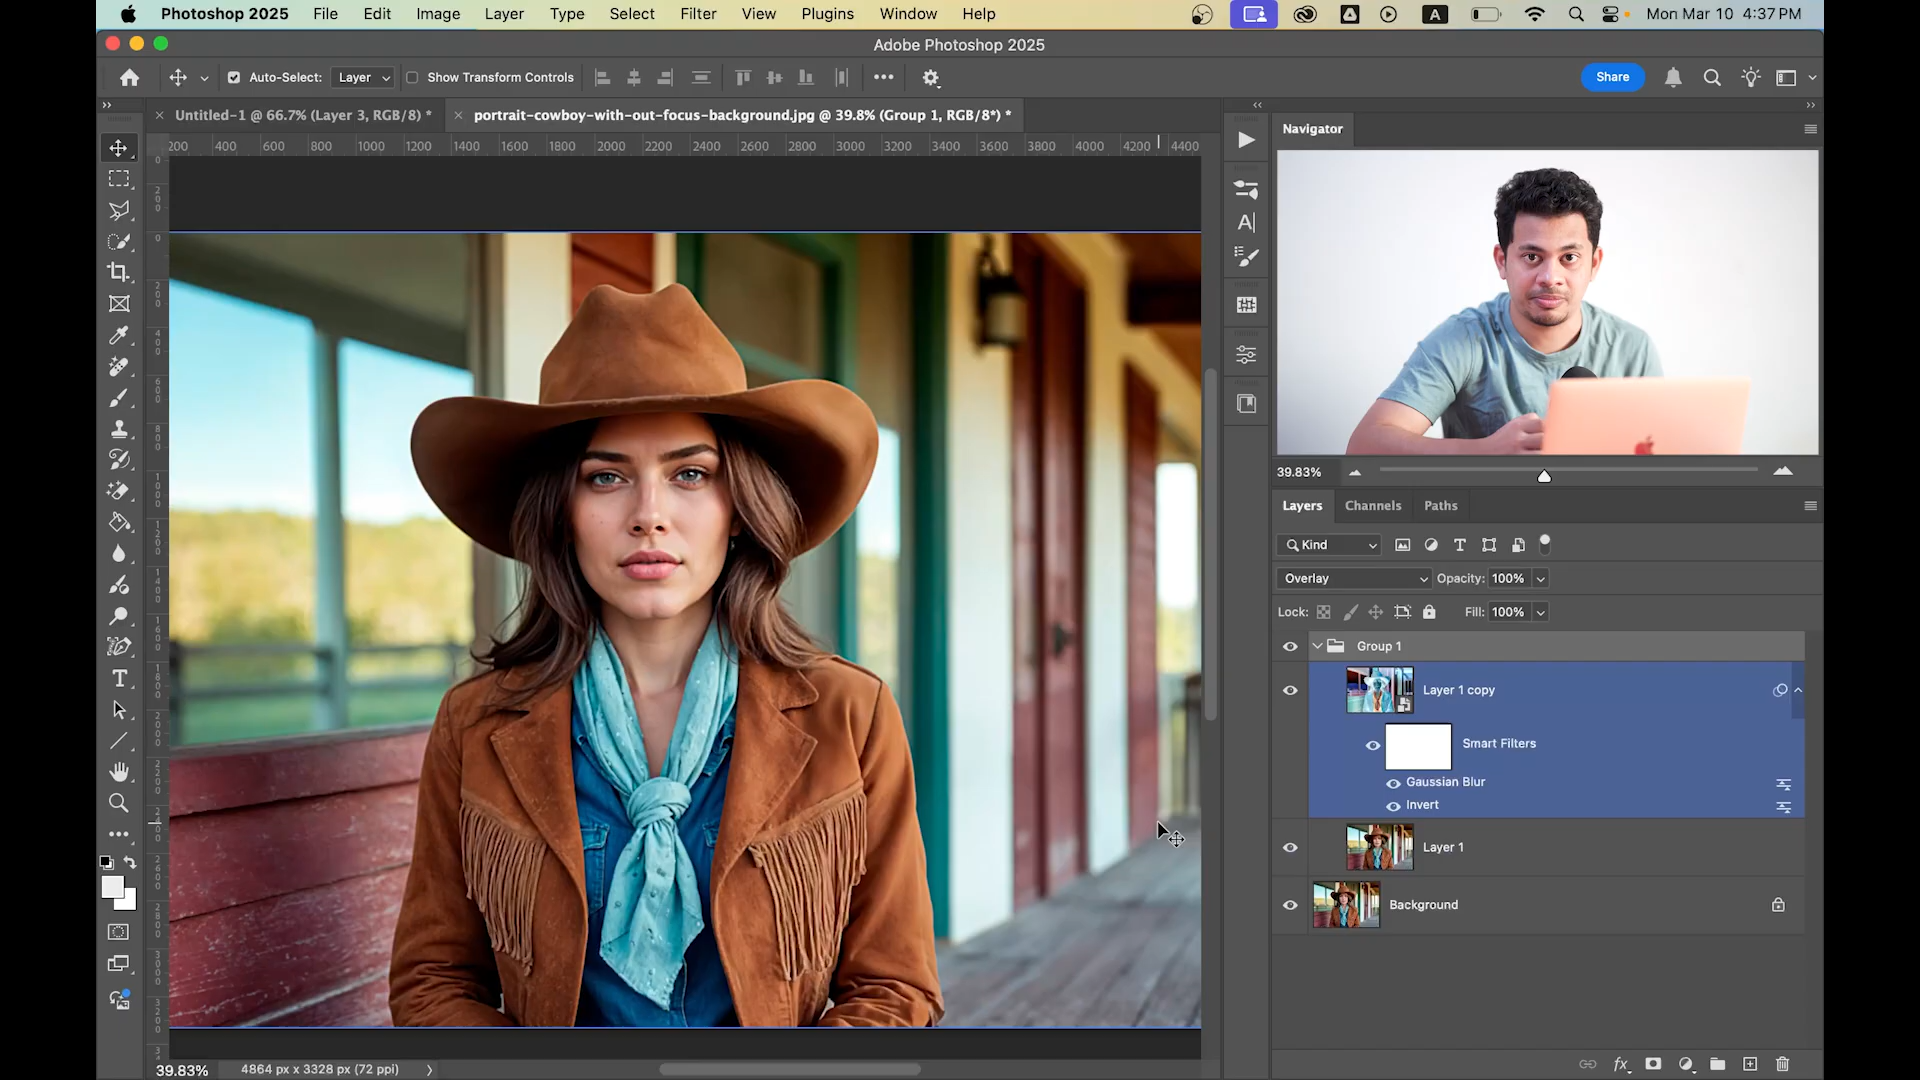 Photoshop 2025 File Edit Image Layer Type Select Filter View Plugins Window Help A Mon Mar 10 4:37 PM
Adobe Photoshop 2025
Auto-Select: Layer Show Transform Controls Share
Untitled-1 @ 66.7% (Layer 3, RGB/8) * portrait-cowboy-with-out-focus-background.jpg @ 39.8% (Group 1, RGB/8*) *
200 400 600 800 1000 1200 1400 1600 1800 2000 2200 2400 2600 2800 3000 3200 3400 3600 3800 4000 4200 4400
Navigator
39.83%
Layers Channels Paths
Kind
Overlay Opacity: 100%
Lock: Fill: 100%
Group 1
Layer 1 copy
Smart Filters
Gaussian Blur
Invert
Layer 1
Background
39.83% 4864 px x 3328 px (72 ppi)